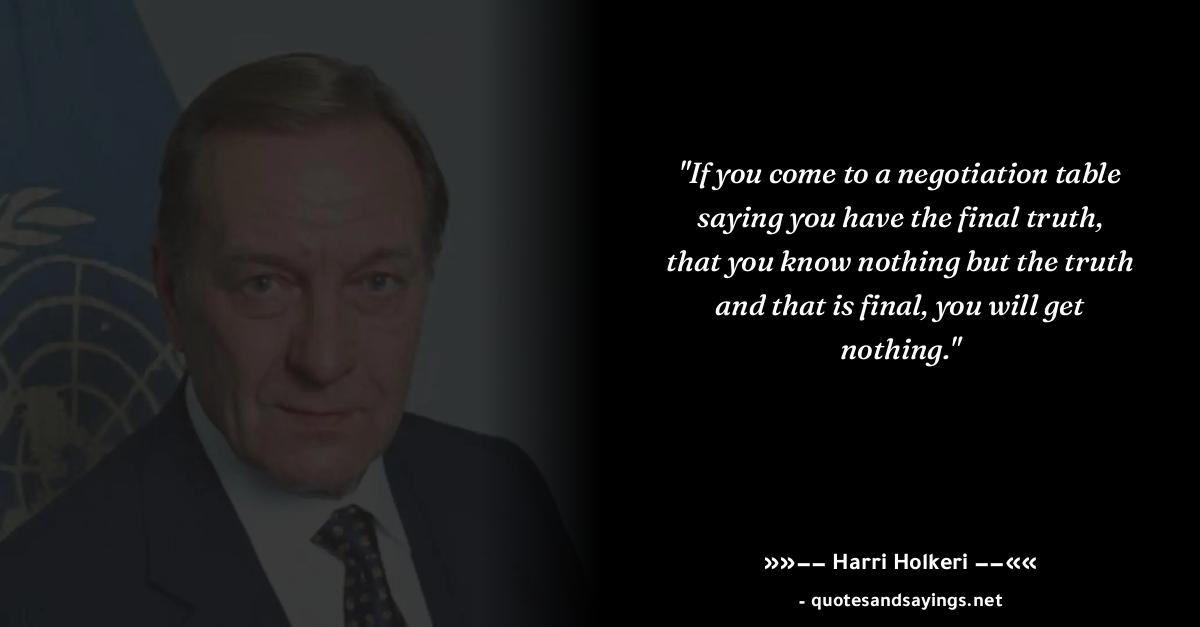 "If you come to a negotiation table
saying you have the final truth,
that you know nothing but the truth
and that is final, you will get
nothing."
»»–– Harri Holkeri ––««
- quotesandsayings.net